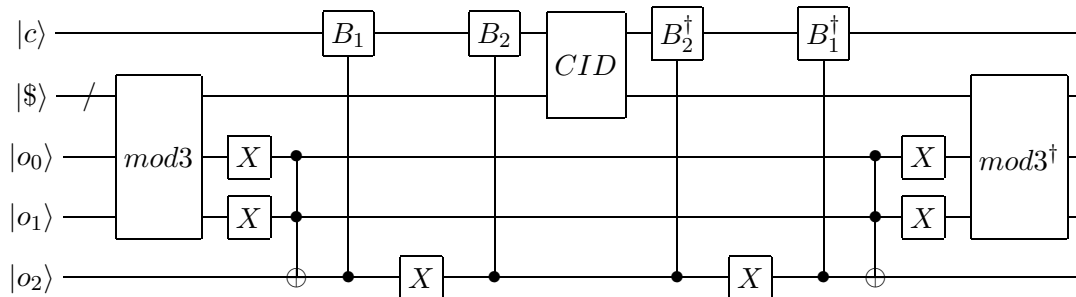 |c⟩ B₁ B₂ CID B₂† B₁†
|$⟩ mod3 mod3†
|o₀⟩ X X
|o₁⟩ X X
|o₂⟩ X X